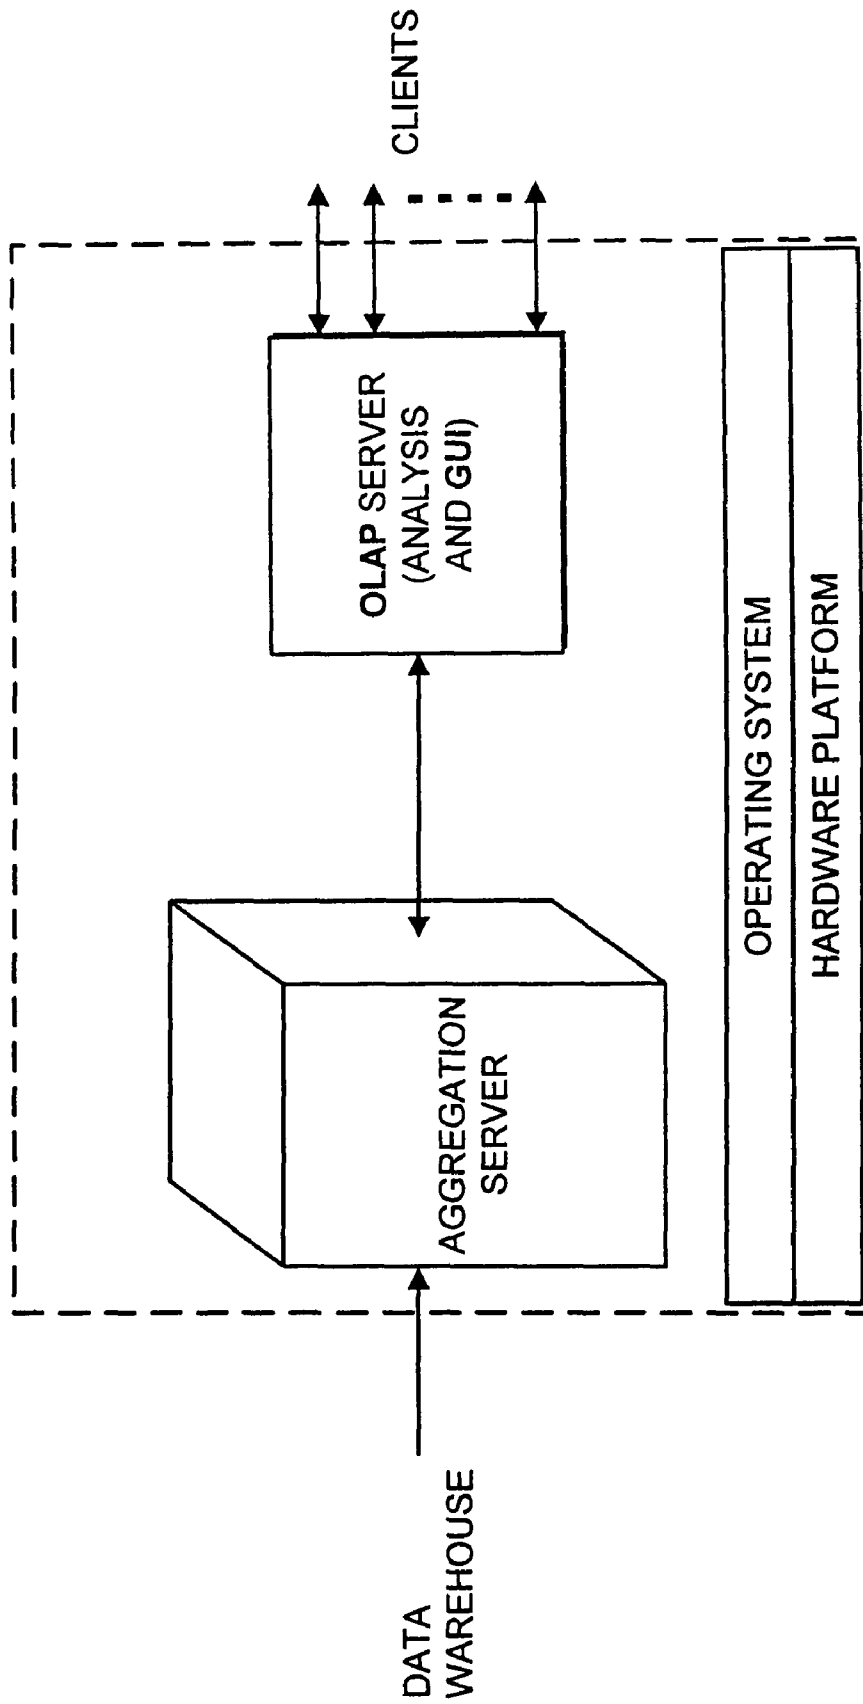 DATA
WAREHOUSE
AGGREGATION
SERVER
OLAP SERVER
(ANALYSIS
AND GUI)
CLIENTS
OPERATING SYSTEM
HARDWARE PLATFORM